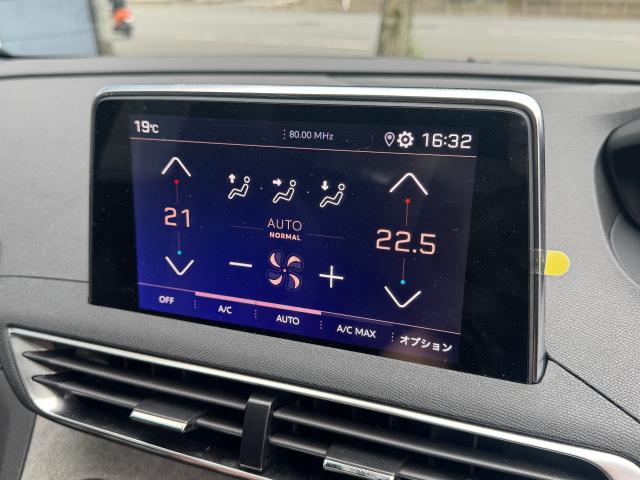 19℃
80.00 MHz
16:32
21
AUTO
NORMAL
22.5
OFF
A/C
AUTO
A/C MAX
オプション